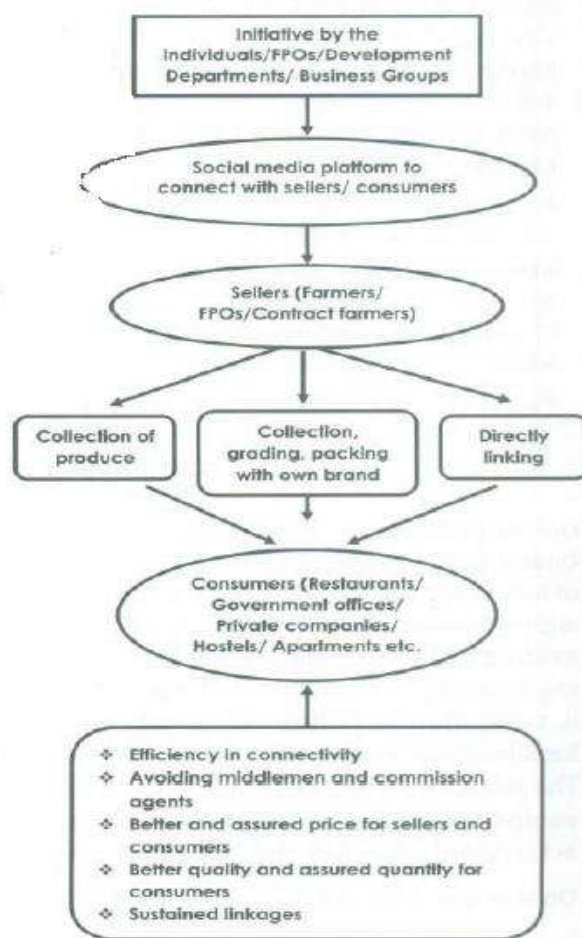 Initiative by the
Individuals/FPOs/Development
Departments/ Business Groups
Social media platform to
connect with sellers/ consumers
Sellers (Farmers/
FPOs/Contract farmers)
Collection of
produce
Collection,
grading, packing
with own brand
Directly
linking
Consumers (Restaurants/
Government offices/
Private companies/
Hostels/ Apartments etc.
❖ Efficiency in connectivity
❖ Avoiding middlemen and commission
agents
❖ Better and assured price for sellers and
consumers
❖ Better quality and assured quantity for
consumers
❖ Sustained linkages